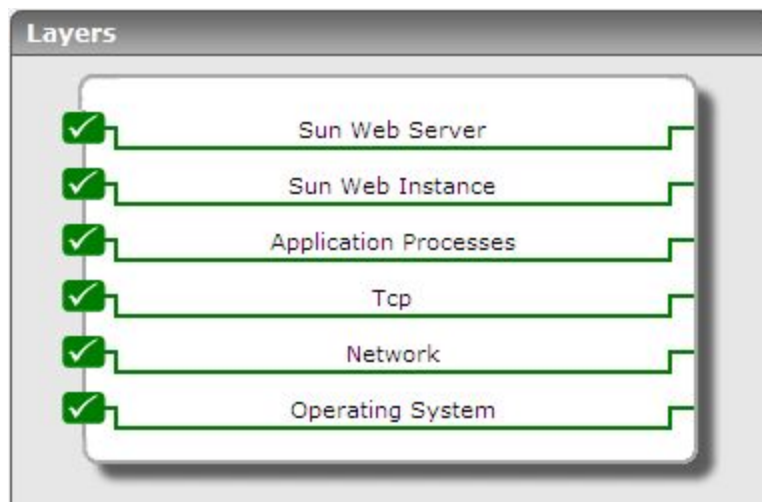 Layers
Sun Web Server
Sun Web Instance
Application Processes
Tcp
Network
Operating System